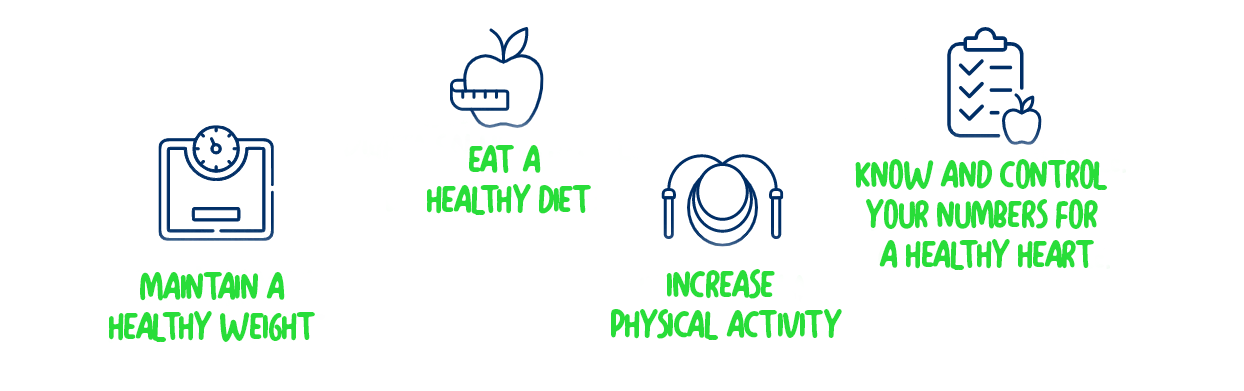 MAINTAIN A
HEALTHY WEIGHT
EAT A
HEALTHY DIET
INCREASE
PHYSICAL ACTIVITY
KNOW AND CONTROL
YOUR NUMBERS FOR
A HEALTHY HEART